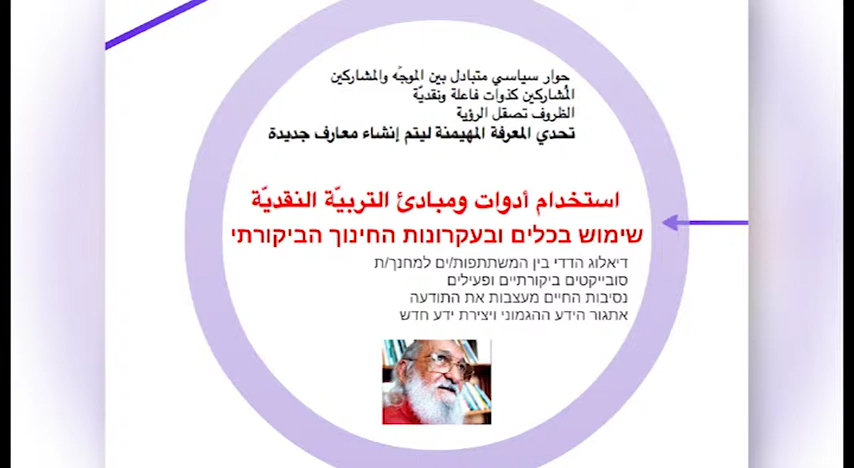 حوار سياسي متبادل بين الموجّه والمشاركين
المُشاركين كذوات فاعلة ونقديّة
الظروف تصقل الرؤية
تحدي المعرفة المهيمنة ليتم إنشاء معارف جديدة
استخدام أدوات ومبادئ التربيّة النقديّة
שימוש בכלים ובעקרונות החינוך הביקורתי
דיאלוג הדדי בין המשתתפות/ים למחנך/ת
סובייקטים ביקורתיים ופעילים
נסיבות החיים מעצבות את התודעה
אתגור הידע ההגמוני ויצירת ידע חדש